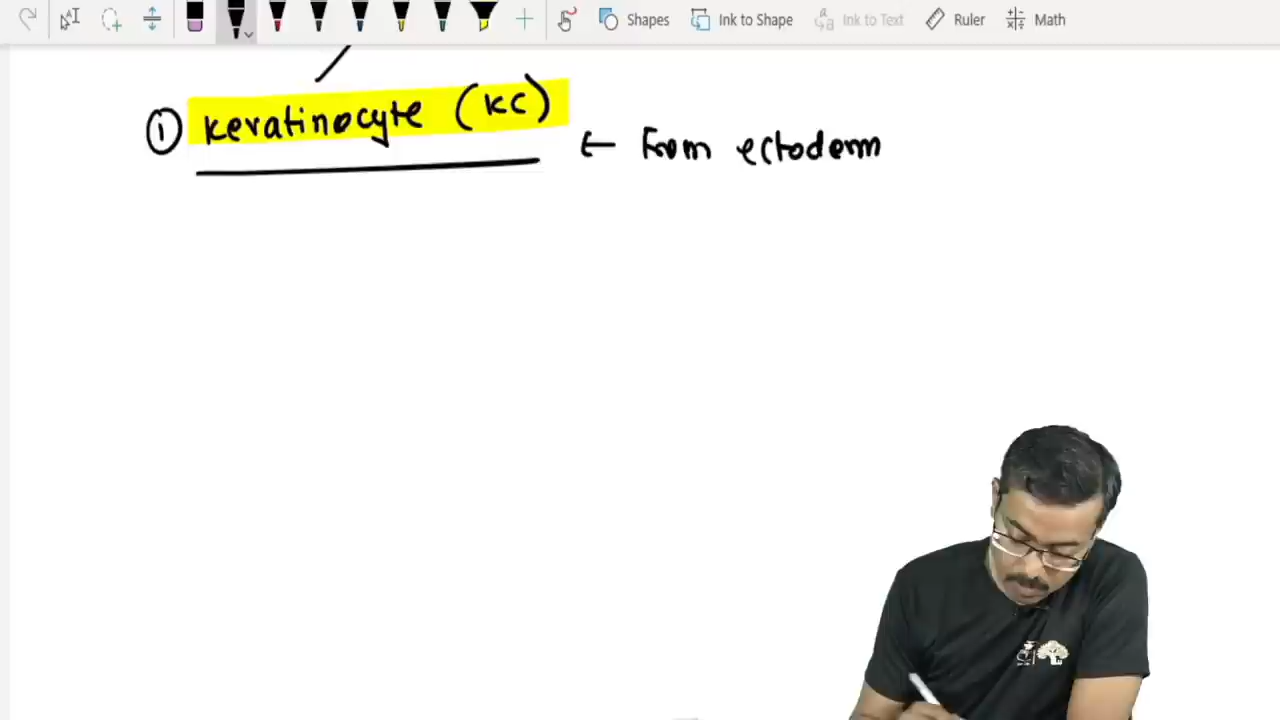 Shapes Ink to Shape Ink to Text Ruler Math
① Keratinocyte (KC)
← From ectoderm